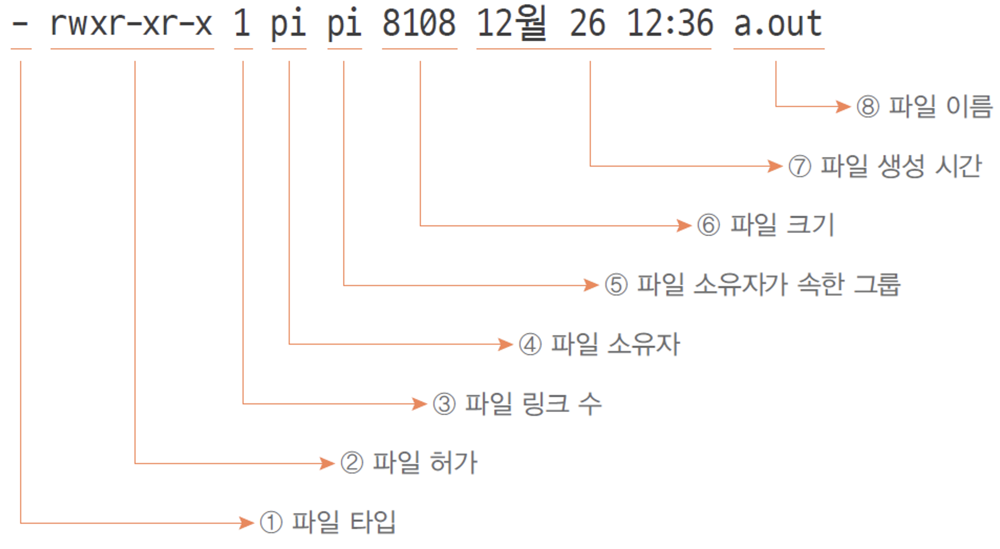 - rwxr-xr-x 1 pi pi 8108 12월 26 12:36 a.out
⑧ 파일 이름
⑦ 파일 생성 시간
⑥ 파일 크기
⑤ 파일 소유자가 속한 그룹
④ 파일 소유자
③ 파일 링크 수
② 파일 허가
① 파일 타입